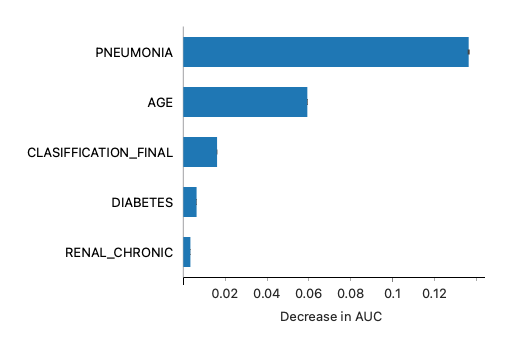 PNEUMONIA
AGE
CLASIFFICATION_FINAL
DIABETES
RENAL_CHRONIC
0.02 0.04 0.06 0.08 0.1 0.12
Decrease in AUC